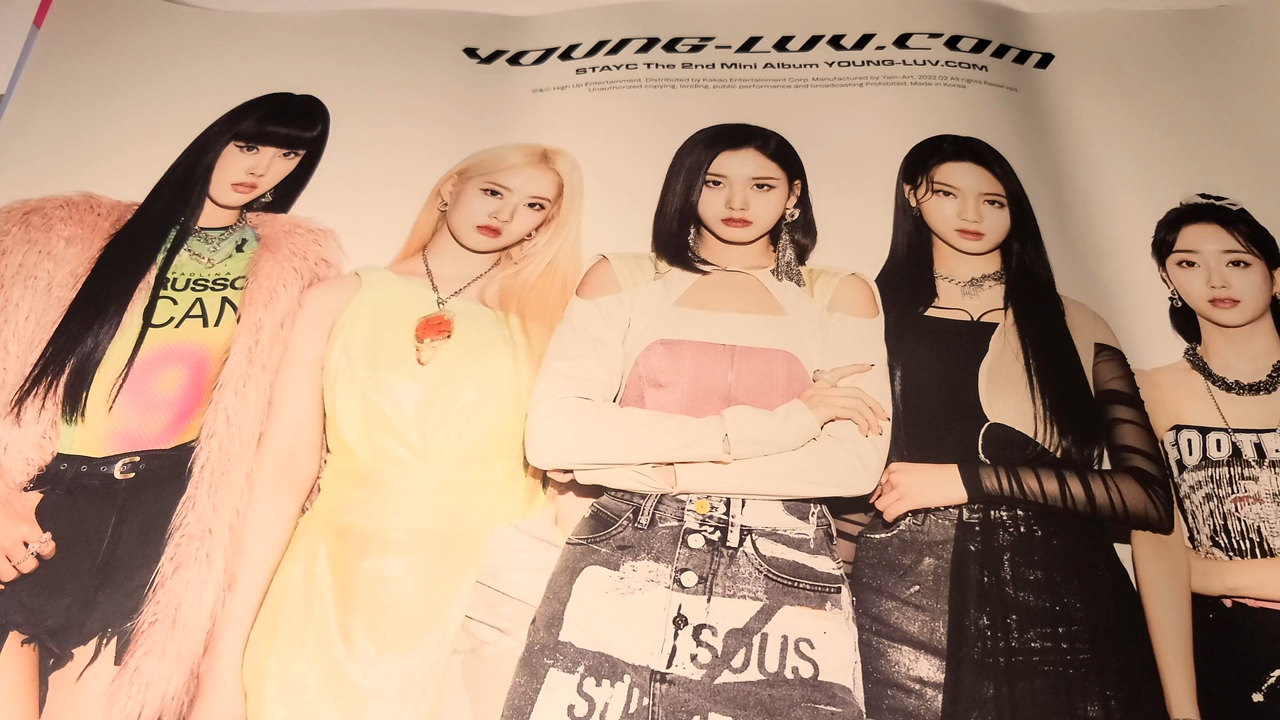 YOUNG-LUV.COM
STAYC The 2nd Mini Album YOUNG-LUV.COM
High Up Entertainment. Distributed by Kakao Entertainment Corp. Manufactured by Yein Art, 2022.02 All rights Reserved.
Unauthorized copying, lending, public performance and broadcasting Prohibited. Made in Korea.
PAOLINA
RUSSO
CAN
FOOTB
SOUS